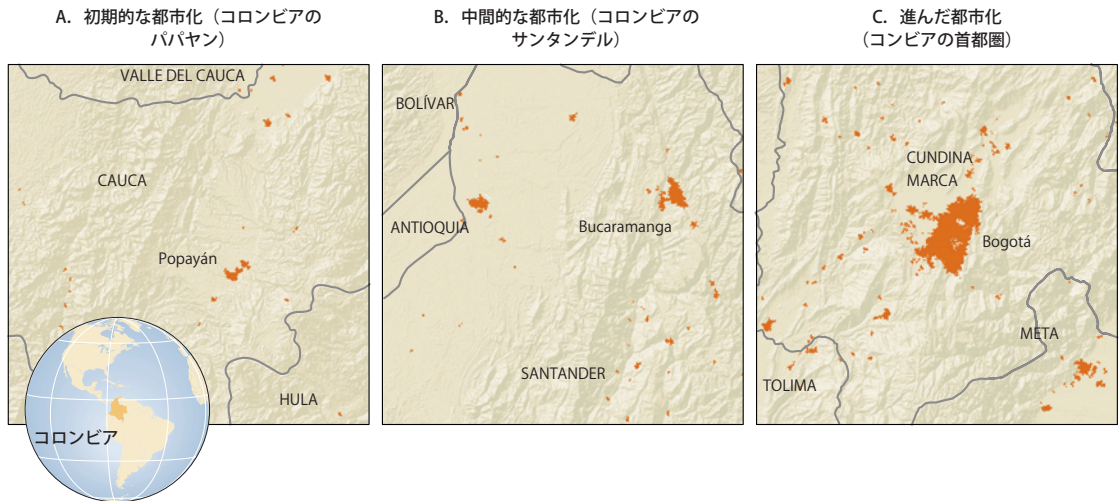 A. 初期的な都市化（コロンビアの
パパヤン）
B. 中間的な都市化（コロンビアの
サンタンデル）
C. 進んだ都市化
（コンビアの首都圏）
VALLE DEL CAUCA
CAUCA
Popayán
HULA
コロンビア
BOLÍVAR
ANTIOQUIA
Bucaramanga
SANTANDER
CUNDINA
MARCA
Bogotá
META
TOLIMA